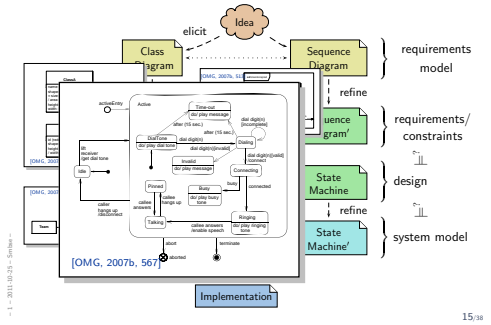 Idea
elicit
Class
Diagram
Sequence
Diagram
requirements
model
[OMG, 2007b,
refine
uence
gram′
requirements/
constraints
State
Machine
design
refine
State
Machine′
system model
[OMG, 2007
[OMG, 2007
Team
activeEntry
Active
Time-out
do/ play message
after (15 sec.)
after (15 sec.)
dial digit(n)
[incomplete]
DialTone
do/ play dial tone
dial digit(n)
Dialing
dial digit(n)[invalid]
dial digit(n)[valid]
/connect
Invalid
do/ play message
Connecting
lift
receiver
/get dial tone
Idle
Pinned
Busy
do/ play busy
tone
busy
connected
callee
answers
callee
hangs up
caller
hangs up
/disconnect
Talking
callee answers
/enable speech
Ringing
do/ play ringing
tone
abort
terminate
aborted
[OMG, 2007b, 567]
Implementation
– 1 – 2011-10-25 – Smbee –
15/38